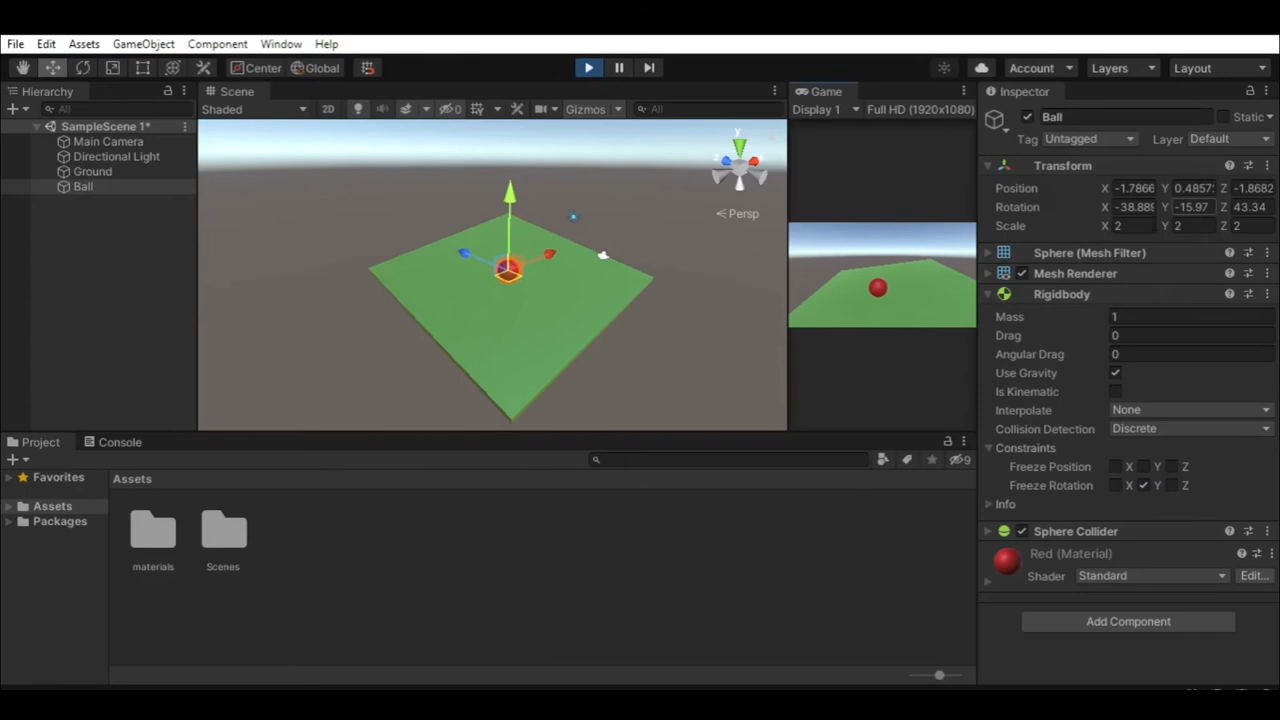 File Edit Assets GameObject Component Window Help
Center Global Account Layers Layout
Hierarchy Scene Game Inspector
All Shaded 2D 0 Gizmos All Display 1 Full HD (1920x1080) Ball Static
SampleScene 1*
Main Camera
Directional Light
Ground
Ball
y
x
Persp
Tag Untagged Layer Default
Transform
Position X -1.7866 Y 0.4857 Z -1.8682
Rotation X -38.889 Y -15.97 Z 43.34
Scale X 2 Y 2 Z 2
Sphere (Mesh Filter)
Mesh Renderer
Rigidbody
Mass 1
Drag 0
Angular Drag 0
Use Gravity
Is Kinematic
Interpolate None
Collision Detection Discrete
Constraints
Freeze Position X Y Z
Freeze Rotation X Y Z
Info
Sphere Collider
Red (Material)
Shader Standard Edit...
Add Component
Project Console
9
Favorites
Assets
Packages
Assets
materials Scenes